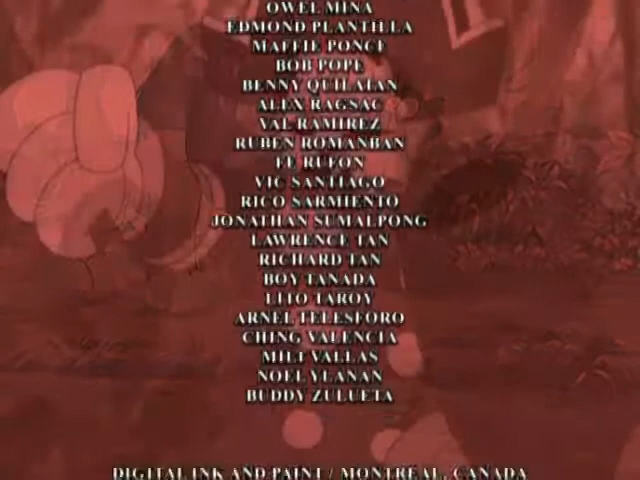 OWEL MINA
EDMOND PLANTILLA
MAFFIE PONCE
BOB POPE
BENNY QUILALAN
ALEX RAGSAC
VAL RAMIREZ
RUBEN ROMANBAN
FE RUFON
VIC SANTIAGO
RICO SARMIENTO
JONATHAN SUMALPONG
LAWRENCE TAN
RICHARD TAN
BOY TANADA
LITO TAROY
ARNEL TELESFORO
CHING VALENCIA
MILI VALLAS
NOEL YLANAN
BUDDY ZULUETA
DIGITAL INK AND PAINT / MONTREAL, CANADA